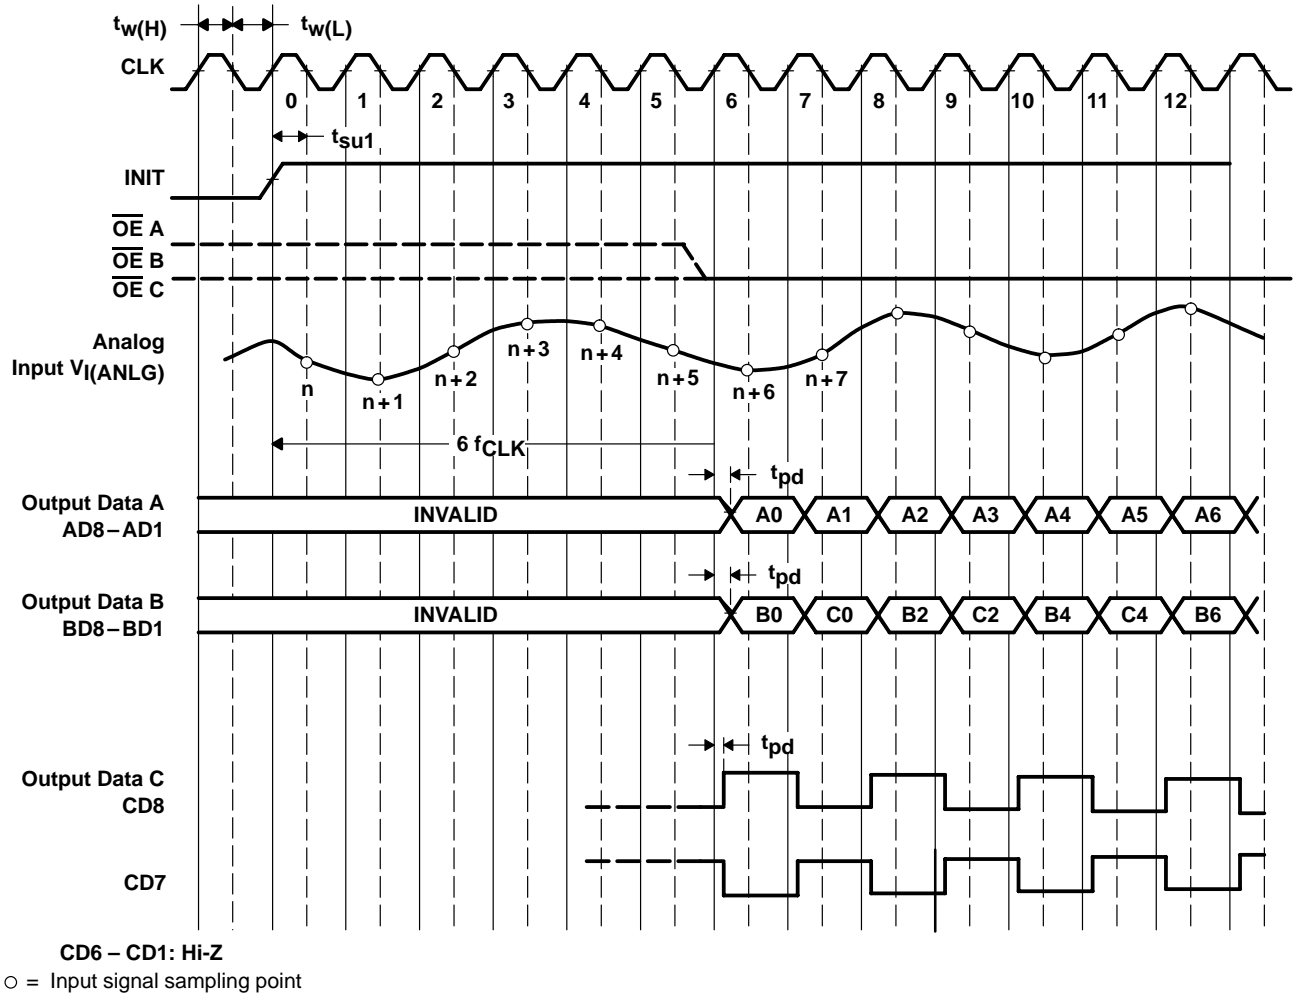 tw(H) tw(L)
CLK
0 1 2 3 4 5 6 7 8 9 10 11 12
tsu1
INIT
OE A
OE B
OE C
Analog
Input VI(ANLG)
n n+1 n+2 n+3 n+4 n+5 n+6 n+7
6 fCLK
tpd
Output Data A
AD8–AD1
INVALID A0 A1 A2 A3 A4 A5 A6
tpd
Output Data B
BD8–BD1
INVALID B0 C0 B2 C2 B4 C4 B6
tpd
Output Data C
CD8
CD7
CD6 – CD1: Hi-Z
= Input signal sampling point